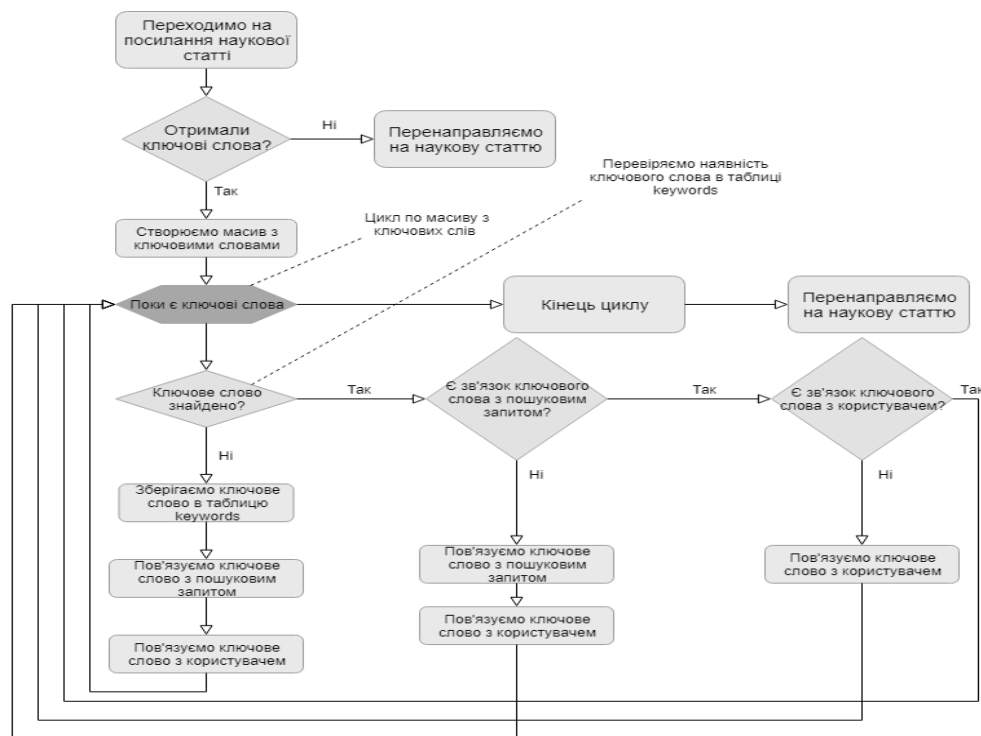 Переходимо на
посилання наукової
статті
Отримали
ключові слова?
Ні
Перенаправляємо
на наукову статтю
Перевіряємо наявність
ключового слова в таблиці
keywords
Так
Цикл по масиву з
ключових слів
Створюємо масив з
ключовими словами
Поки є ключові слова
Кінець циклу
Перенаправляємо
на наукову статтю
Ключове слово
знайдено?
Так
Є зв'язок ключового
слова з пошуковим
запитом?
Так
Є зв'язок ключового
слова з користувачем?
Так
Ні
Ні
Ні
Зберігаємо ключове
слово в таблицю
keywords
Пов'язуємо ключове
слово з пошуковим
запитом
Пов'язуємо ключове
слово з користувачем
Пов'язуємо ключове
слово з пошуковим
запитом
Пов'язуємо ключове
слово з користувачем
Пов'язуємо ключове
слово з користувачем